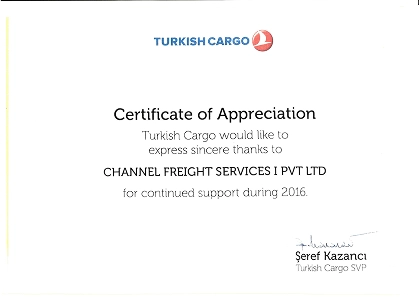 TURKISH CARGO
Certificate of Appreciation
Turkish Cargo would like to
express sincere thanks to
CHANNEL FREIGHT SERVICES I PVT LTD
for continued support during 2016.
Şeref Kazancı
Turkish Cargo SVP